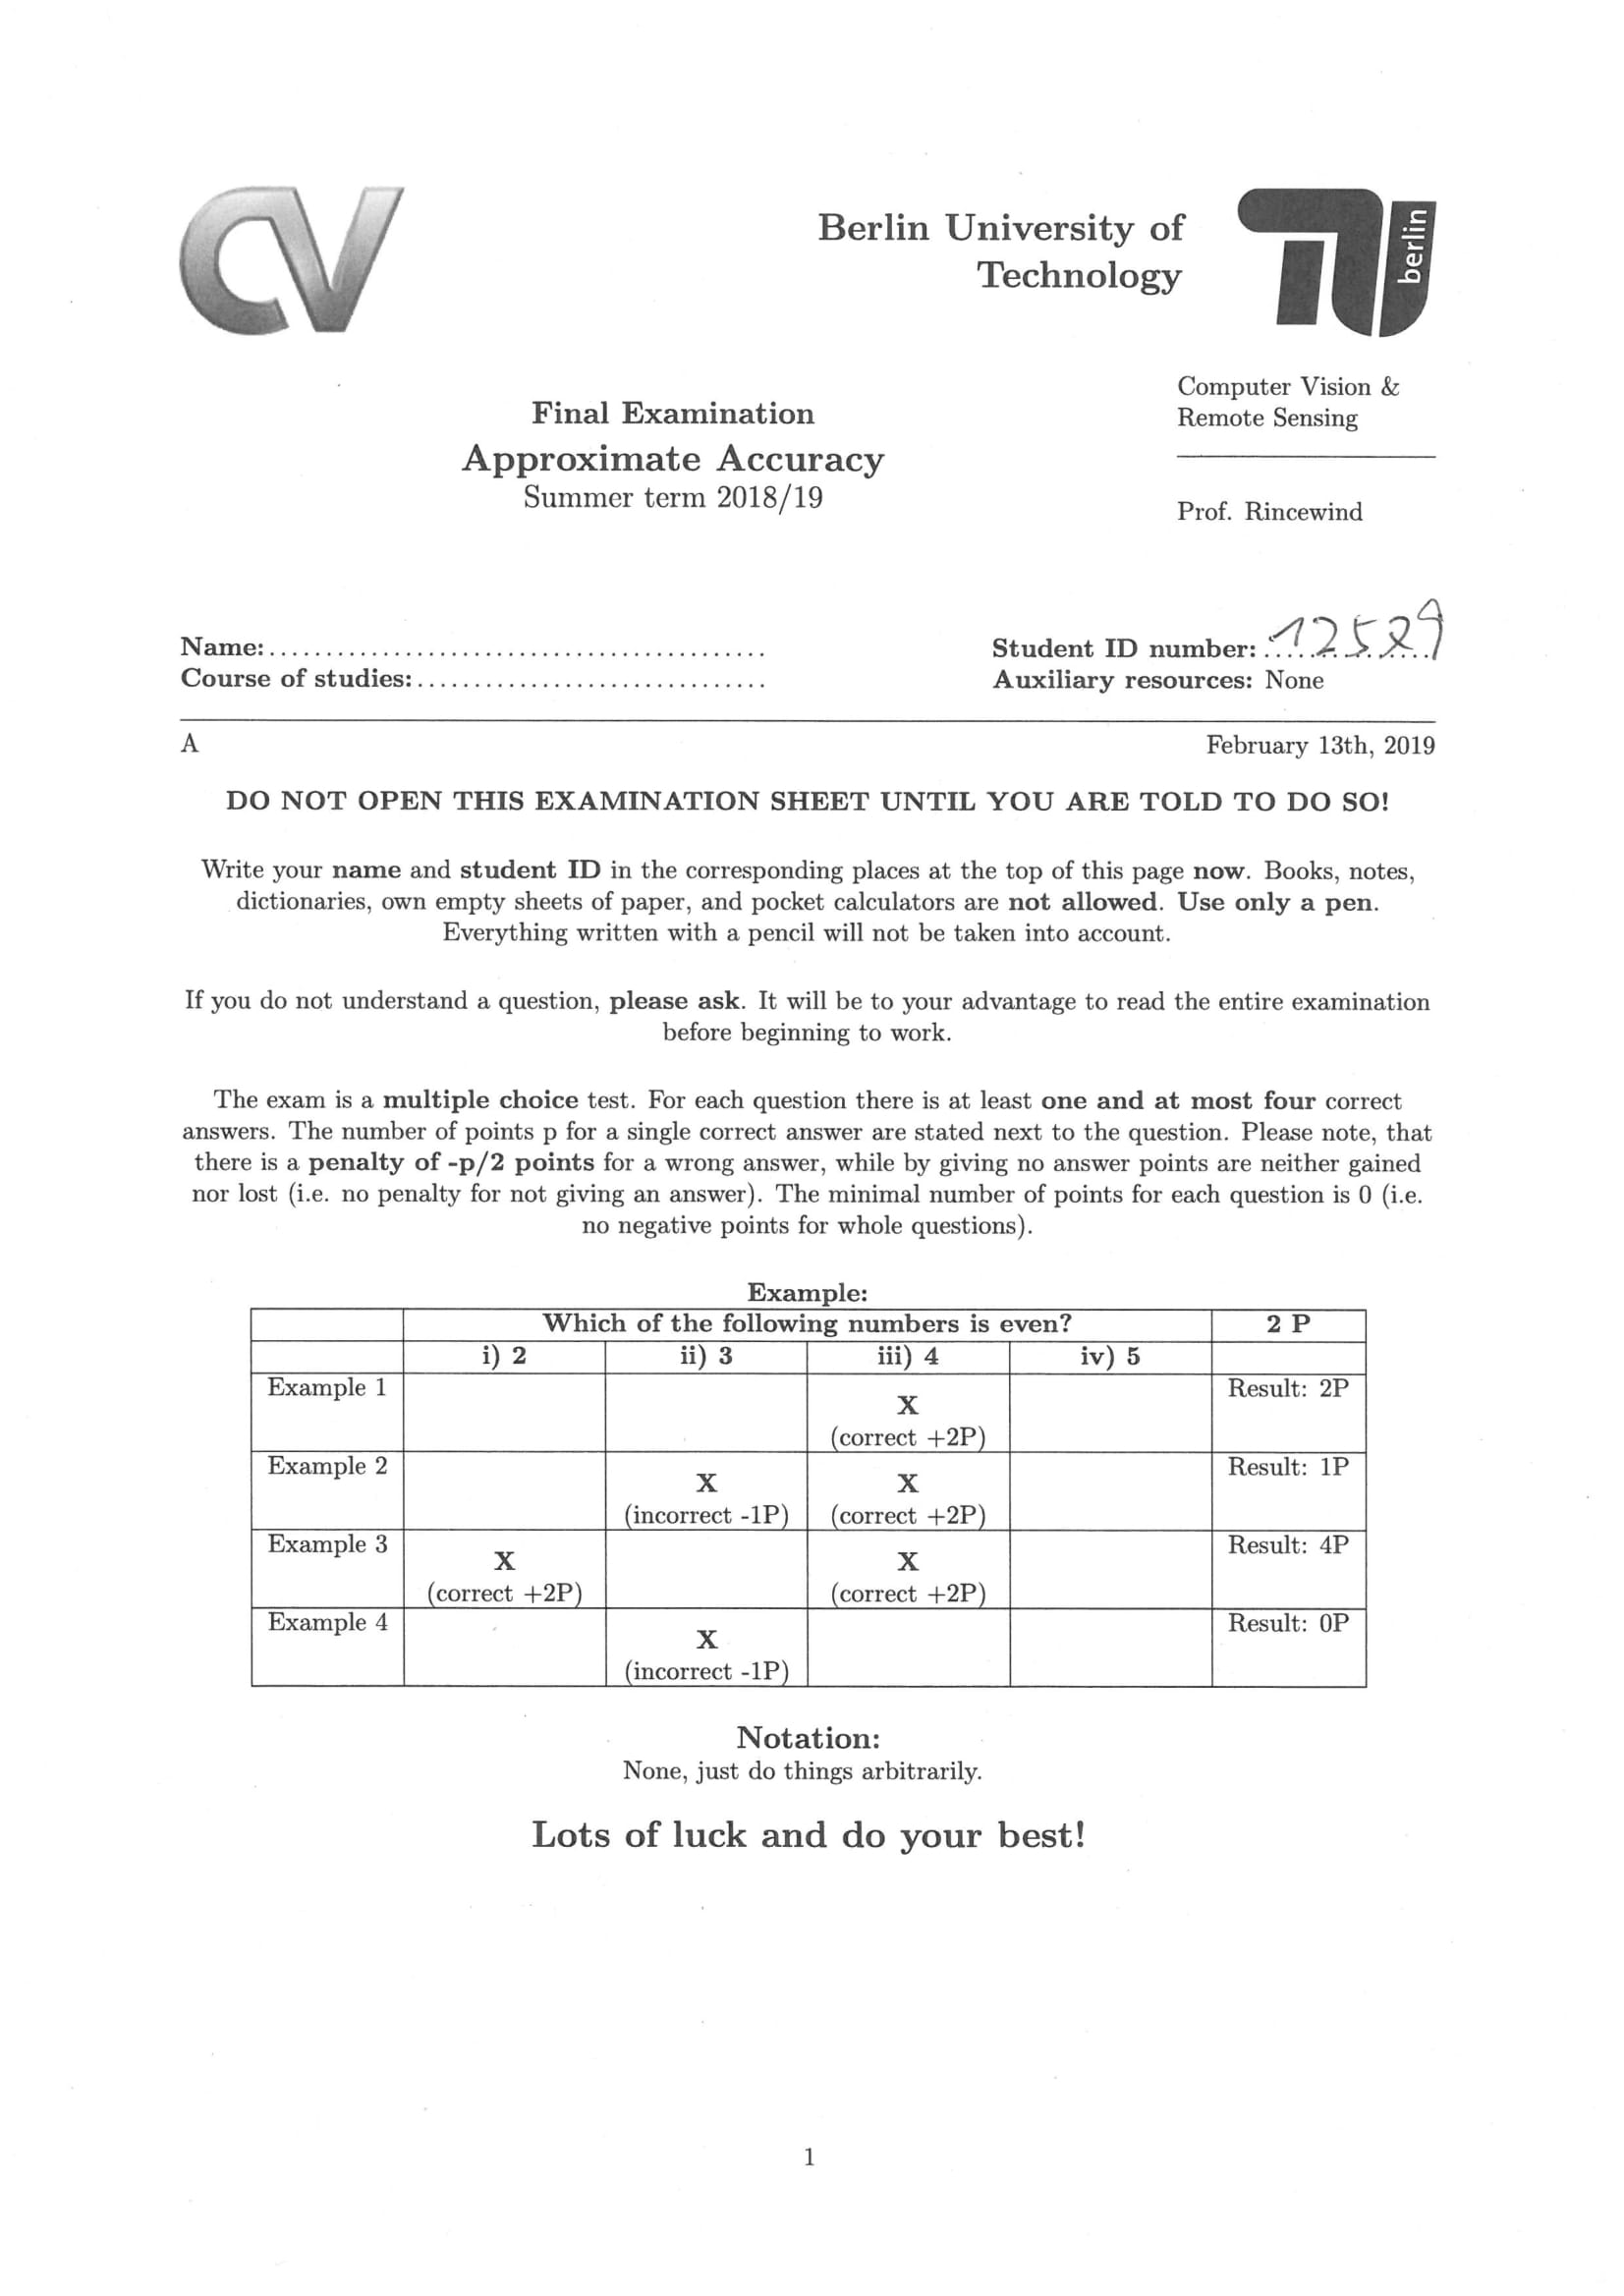 CV
Berlin University of
Technology
berlin
Computer Vision &
Remote Sensing
Final Examination
Approximate Accuracy
Summer term 2018/19
Prof. Rincewind
Name:............................................
Student ID number: 12529
Course of studies:...............................
Auxiliary resources: None
A
February 13th, 2019
DO NOT OPEN THIS EXAMINATION SHEET UNTIL YOU ARE TOLD TO DO SO!
Write your name and student ID in the corresponding places at the top of this page now. Books, notes,
dictionaries, own empty sheets of paper, and pocket calculators are not allowed. Use only a pen.
Everything written with a pencil will not be taken into account.
If you do not understand a question, please ask. It will be to your advantage to read the entire examination
before beginning to work.
The exam is a multiple choice test. For each question there is at least one and at most four correct
answers. The number of points p for a single correct answer are stated next to the question. Please note, that
there is a penalty of -p/2 points for a wrong answer, while by giving no answer points are neither gained
nor lost (i.e. no penalty for not giving an answer). The minimal number of points for each question is 0 (i.e.
no negative points for whole questions).
Example:
Which of the following numbers is even? 2 P
i) 2 ii) 3 iii) 4 iv) 5
Example 1 X Result: 2P
(correct +2P)
Example 2 X X Result: 1P
(incorrect -1P) (correct +2P)
Example 3 X X Result: 4P
(correct +2P) (correct +2P)
Example 4 X Result: 0P
(incorrect -1P)
Notation:
None, just do things arbitrarily.
Lots of luck and do your best!
1